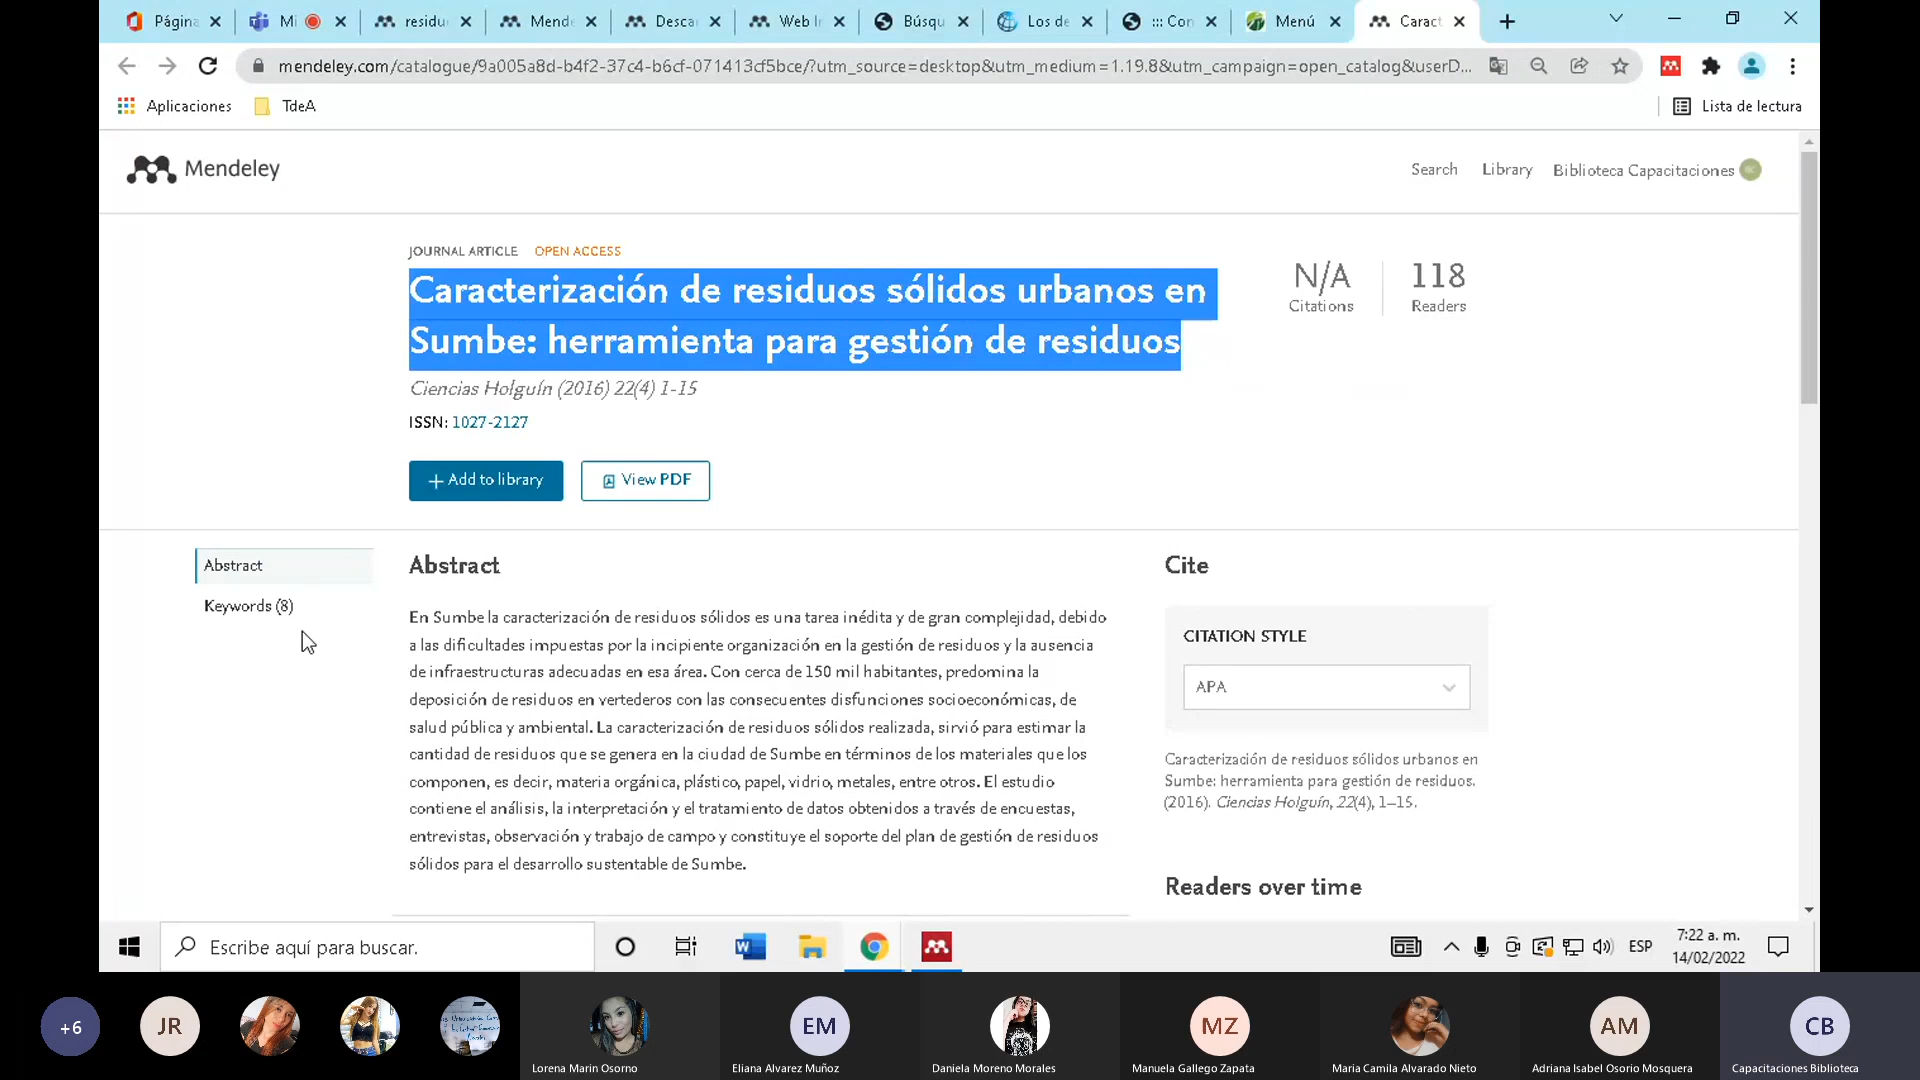 Página
Mi
residu
Mende
Descar
Web In
Búsqu
Los de
::: Con
Menú
Caract
mendeley.com/catalogue/9a005a8d-b4f2-37c4-b6cf-071413cf5bce/?utm_source=desktop&utm_medium=1.19.8&utm_campaign=open_catalog&userD...
Aplicaciones
TdeA
Lista de lectura
Mendeley
Search
Library
Biblioteca Capacitaciones
JOURNAL ARTICLE OPEN ACCESS
Caracterización de residuos sólidos urbanos en
Sumbe: herramienta para gestión de residuos
Ciencias Holguín (2016) 22(4) 1-15
ISSN: 1027-2127
N/A
Citations
118
Readers
+ Add to library
View PDF
Abstract
Keywords (8)
Abstract
En Sumbe la caracterización de residuos sólidos es una tarea inédita y de gran complejidad, debido
a las dificultades impuestas por la incipiente organización en la gestión de residuos y la ausencia
de infraestructuras adecuadas en esa área. Con cerca de 150 mil habitantes, predomina la
deposición de residuos en vertederos con las consecuentes disfunciones socioeconómicas, de
salud pública y ambiental. La caracterización de residuos sólidos realizada, sirvió para estimar la
cantidad de residuos que se genera en la ciudad de Sumbe en términos de los materiales que los
componen, es decir, materia orgánica, plástico, papel, vidrio, metales, entre otros. El estudio
contiene el análisis, la interpretación y el tratamiento de datos obtenidos a través de encuestas,
entrevistas, observación y trabajo de campo y constituye el soporte del plan de gestión de residuos
sólidos para el desarrollo sustentable de Sumbe.
Cite
CITATION STYLE
APA
Caracterización de residuos sólidos urbanos en
Sumbe: herramienta para gestión de residuos.
(2016). Ciencias Holguín, 22(4), 1–15.
Readers over time
Escribe aquí para buscar.
ESP
7:22 a. m.
14/02/2022
+6
JR
EM
MZ
AM
CB
Lorena Marin Osorno
Eliana Alvarez Muñoz
Daniela Moreno Morales
Manuela Gallego Zapata
Maria Camila Alvarado Nieto
Adriana Isabel Osorio Mosquera
Capacitaciones Biblioteca